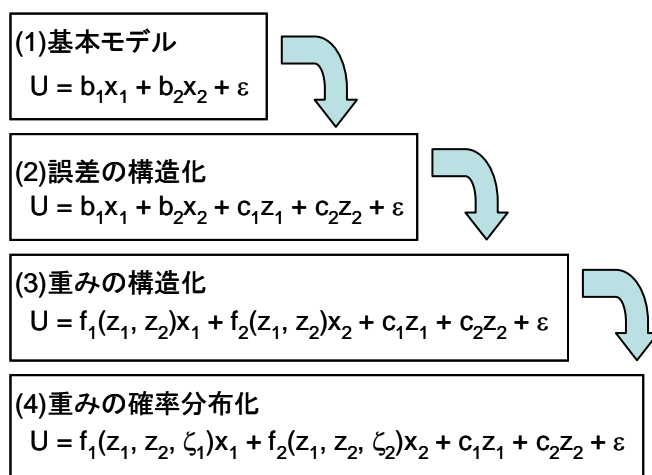 (1)基本モデル
U = b₁x₁ + b₂x₂ + ε
(2)誤差の構造化
U = b₁x₁ + b₂x₂ + c₁z₁ + c₂z₂ + ε
(3)重みの構造化
U = f₁(z₁, z₂)x₁ + f₂(z₁, z₂)x₂ + c₁z₁ + c₂z₂ + ε
(4)重みの確率分布化
U = f₁(z₁, z₂, ζ₁)x₁ + f₂(z₁, z₂, ζ₂)x₂ + c₁z₁ + c₂z₂ + ε